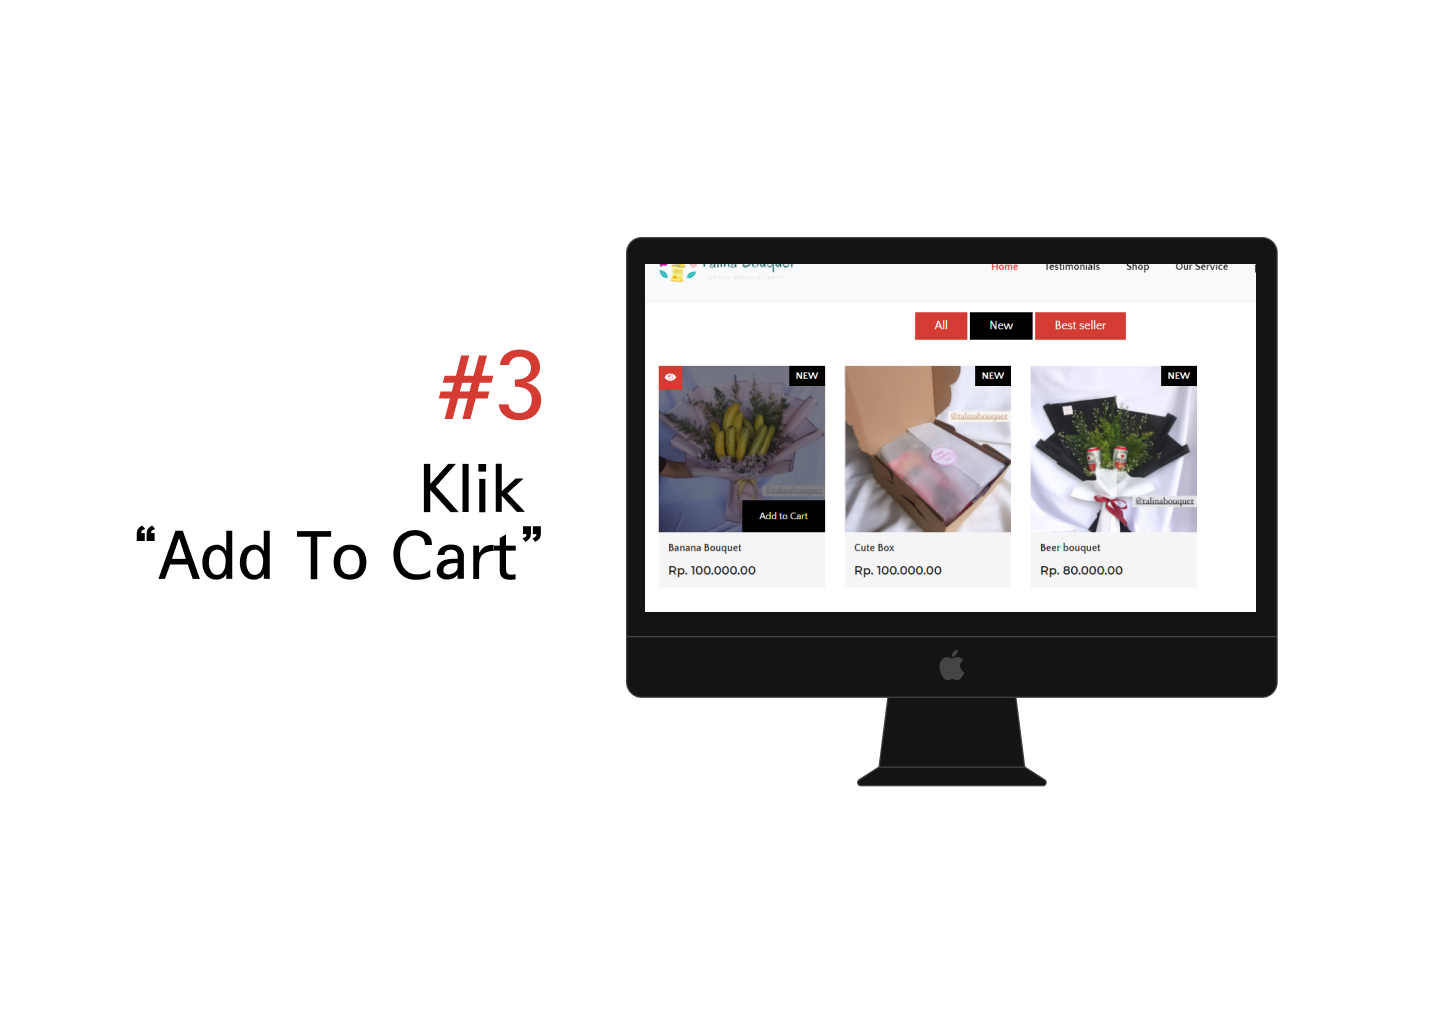 #3
Klik
“Add To Cart”
Talina Bouquet
Home Testimonials Shop Our Service
All New Best seller
NEW NEW NEW
@talinabouquet
@talinabouquet
@talinabouquet
Add to Cart
Banana Bouquet Cute Box Beer bouquet
Rp. 100.000.00 Rp. 100.000.00 Rp. 80.000.00